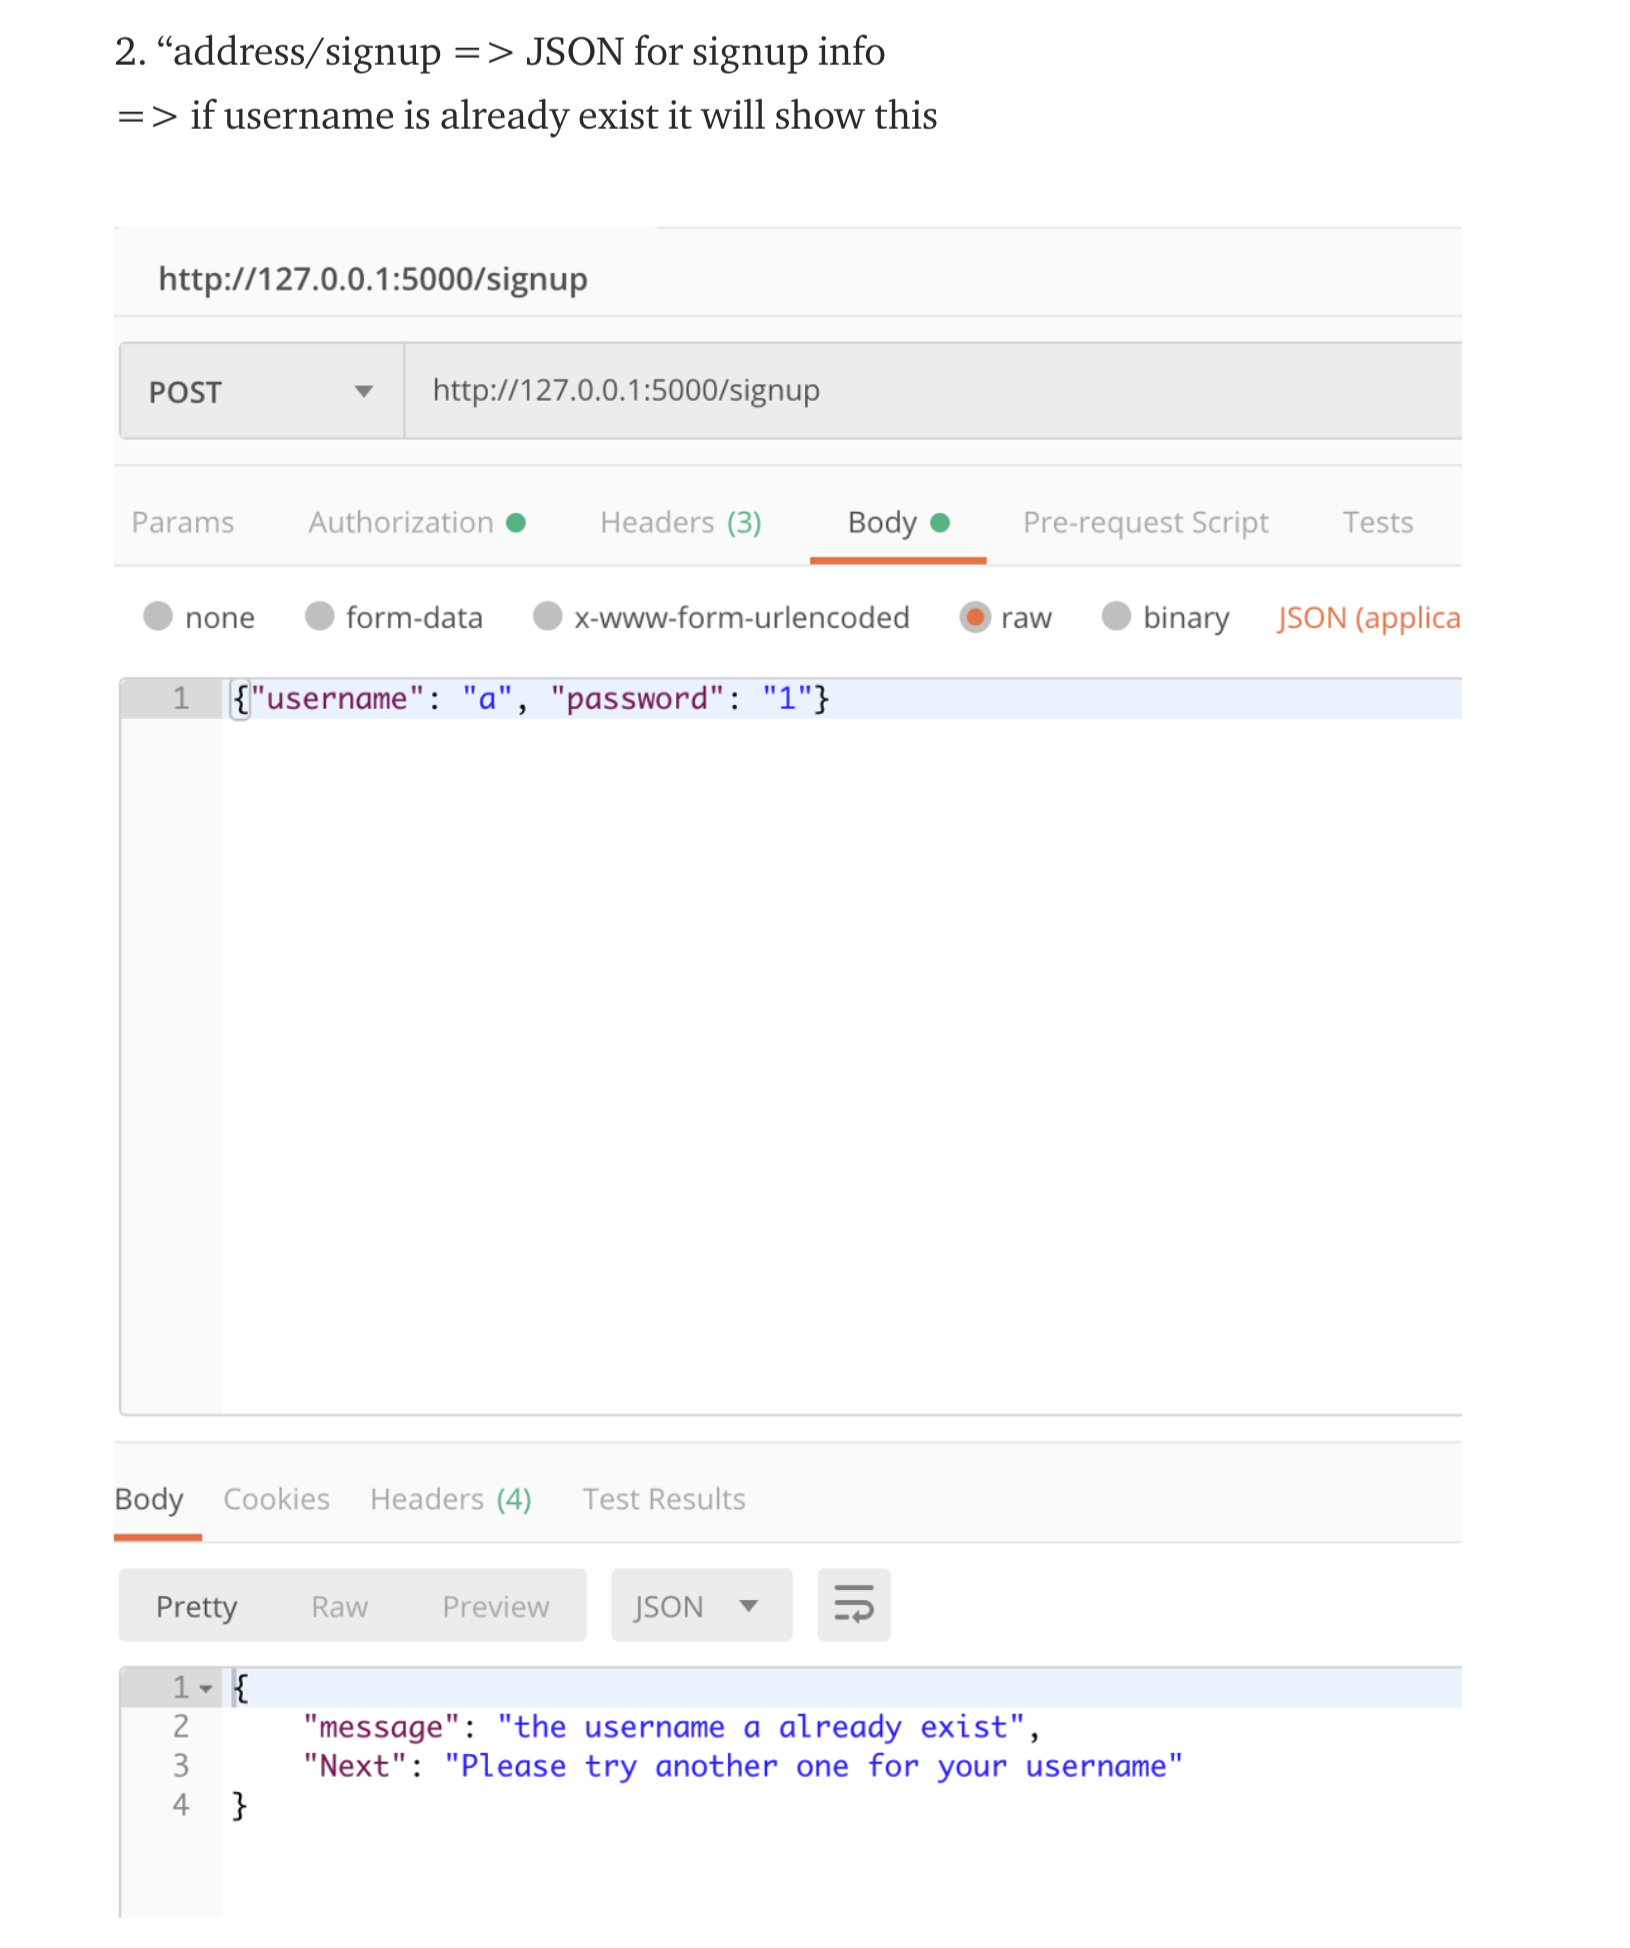 2. “address/signup => JSON for signup info
=> if username is already exist it will show this
http://127.0.0.1:5000/signup
POST http://127.0.0.1:5000/signup
Params Authorization Headers (3) Body Pre-request Script Tests
none form-data x-www-form-urlencoded raw binary JSON (applica
1 {"username": "a", "password": "1"}
Body Cookies Headers (4) Test Results
Pretty Raw Preview JSON
1 {
2 "message": "the username a already exist",
3 "Next": "Please try another one for your username"
4 }